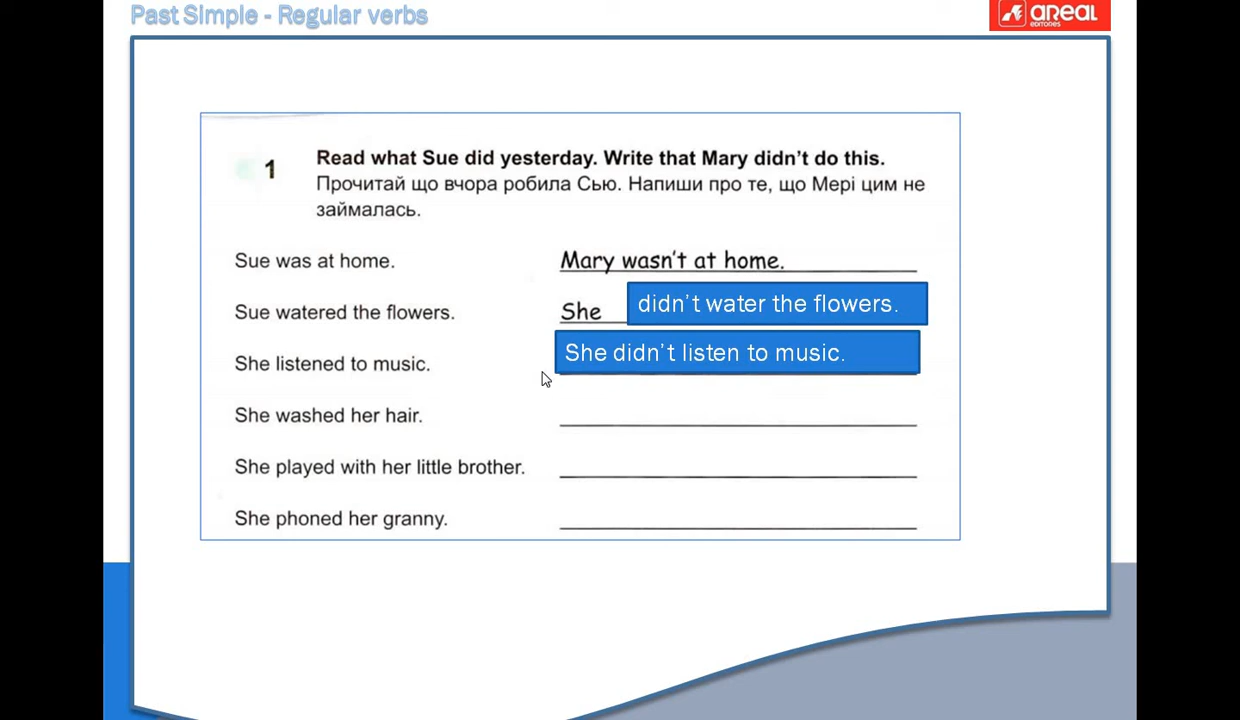 Past Simple - Regular verbs
areal
EDITORES
1
Read what Sue did yesterday. Write that Mary didn't do this.
Прочитай що вчора робила Сью. Напиши про те, що Мері цим не
займалась.
Sue was at home. Mary wasn't at home.
Sue watered the flowers. She didn't water the flowers.
She listened to music. She didn't listen to music.
She washed her hair.
She played with her little brother.
She phoned her granny.